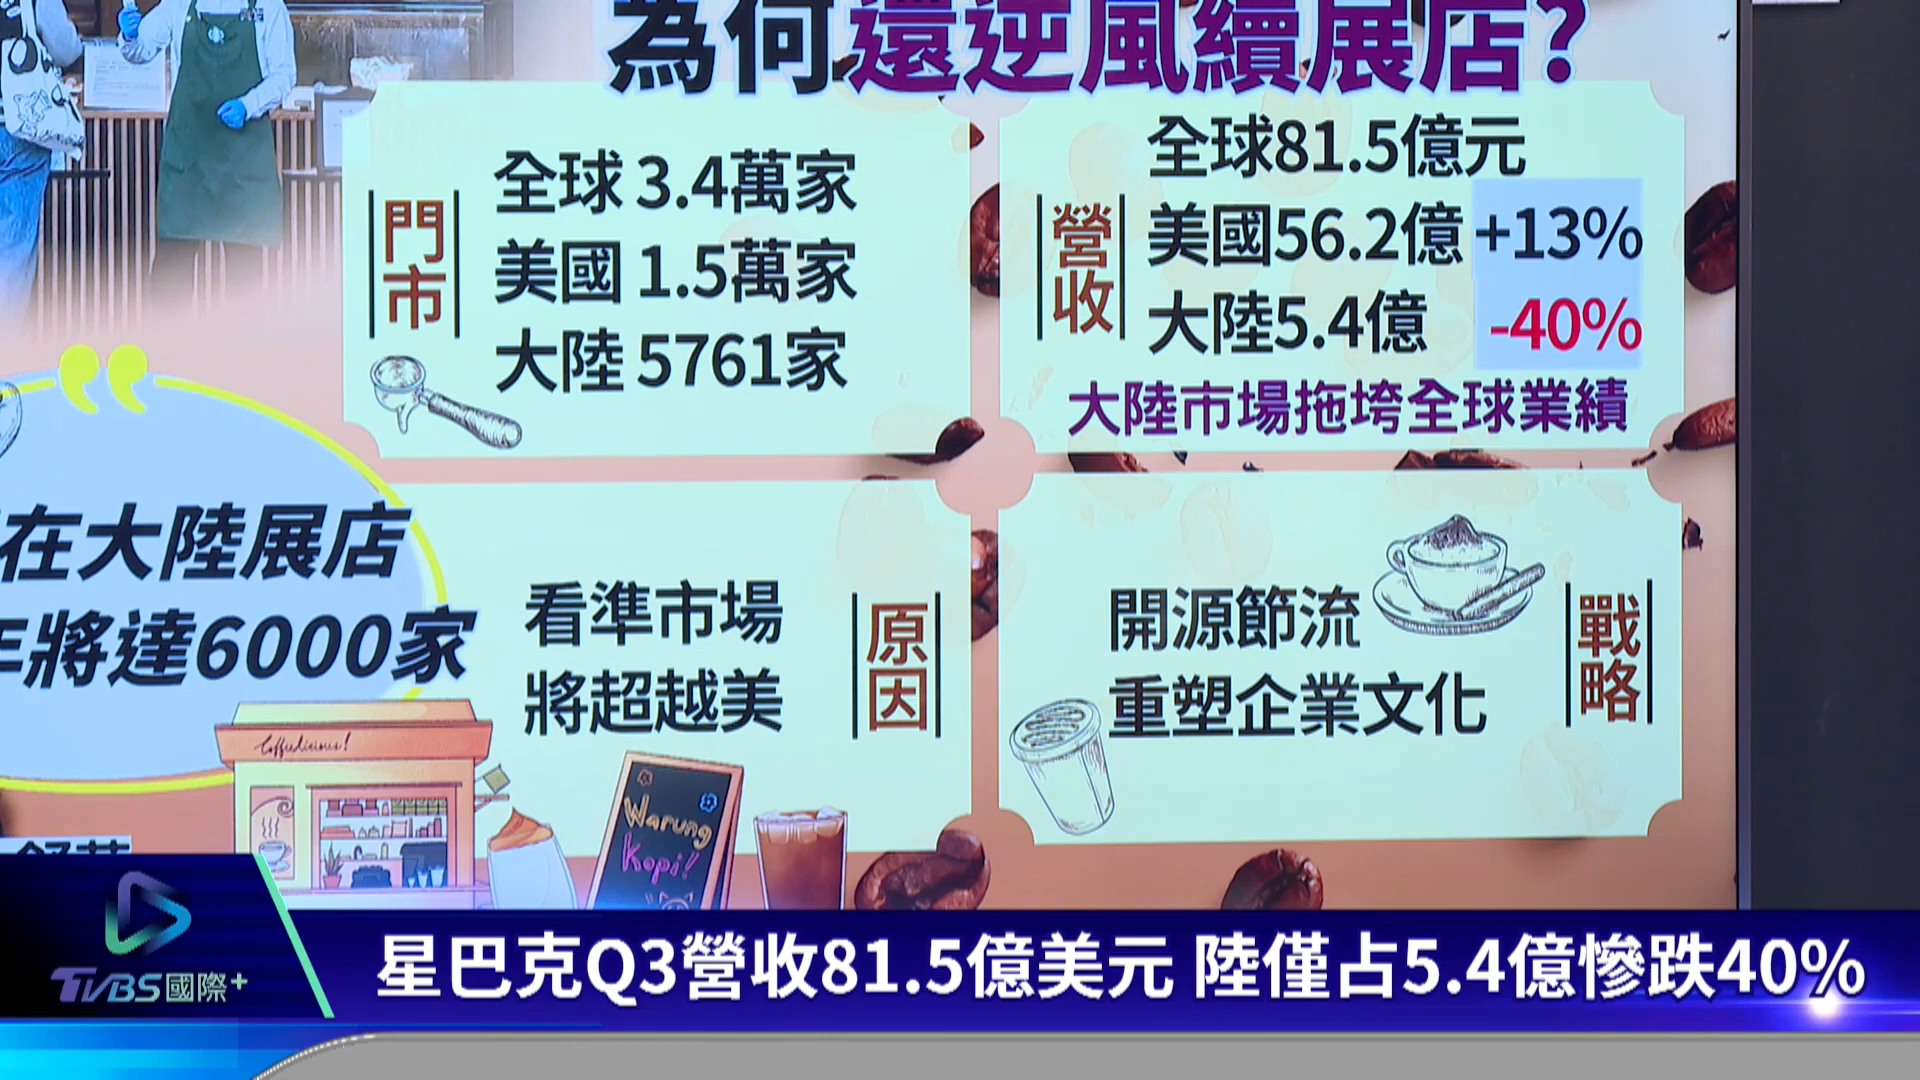 為何還逆風續展店?
門市
全球 3.4萬家
美國 1.5萬家
大陸 5761家
營收
全球81.5億元
美國56.2億 +13%
大陸5.4億 -40%
大陸市場拖垮全球業績
在大陸展店
年將達6000家
看準市場
將超越美
原因
開源節流
重塑企業文化
戰略
Coffeelicious!
Warung
Kopi!
TVBS國際+
星巴克Q3營收81.5億美元 陸僅占5.4億慘跌40%